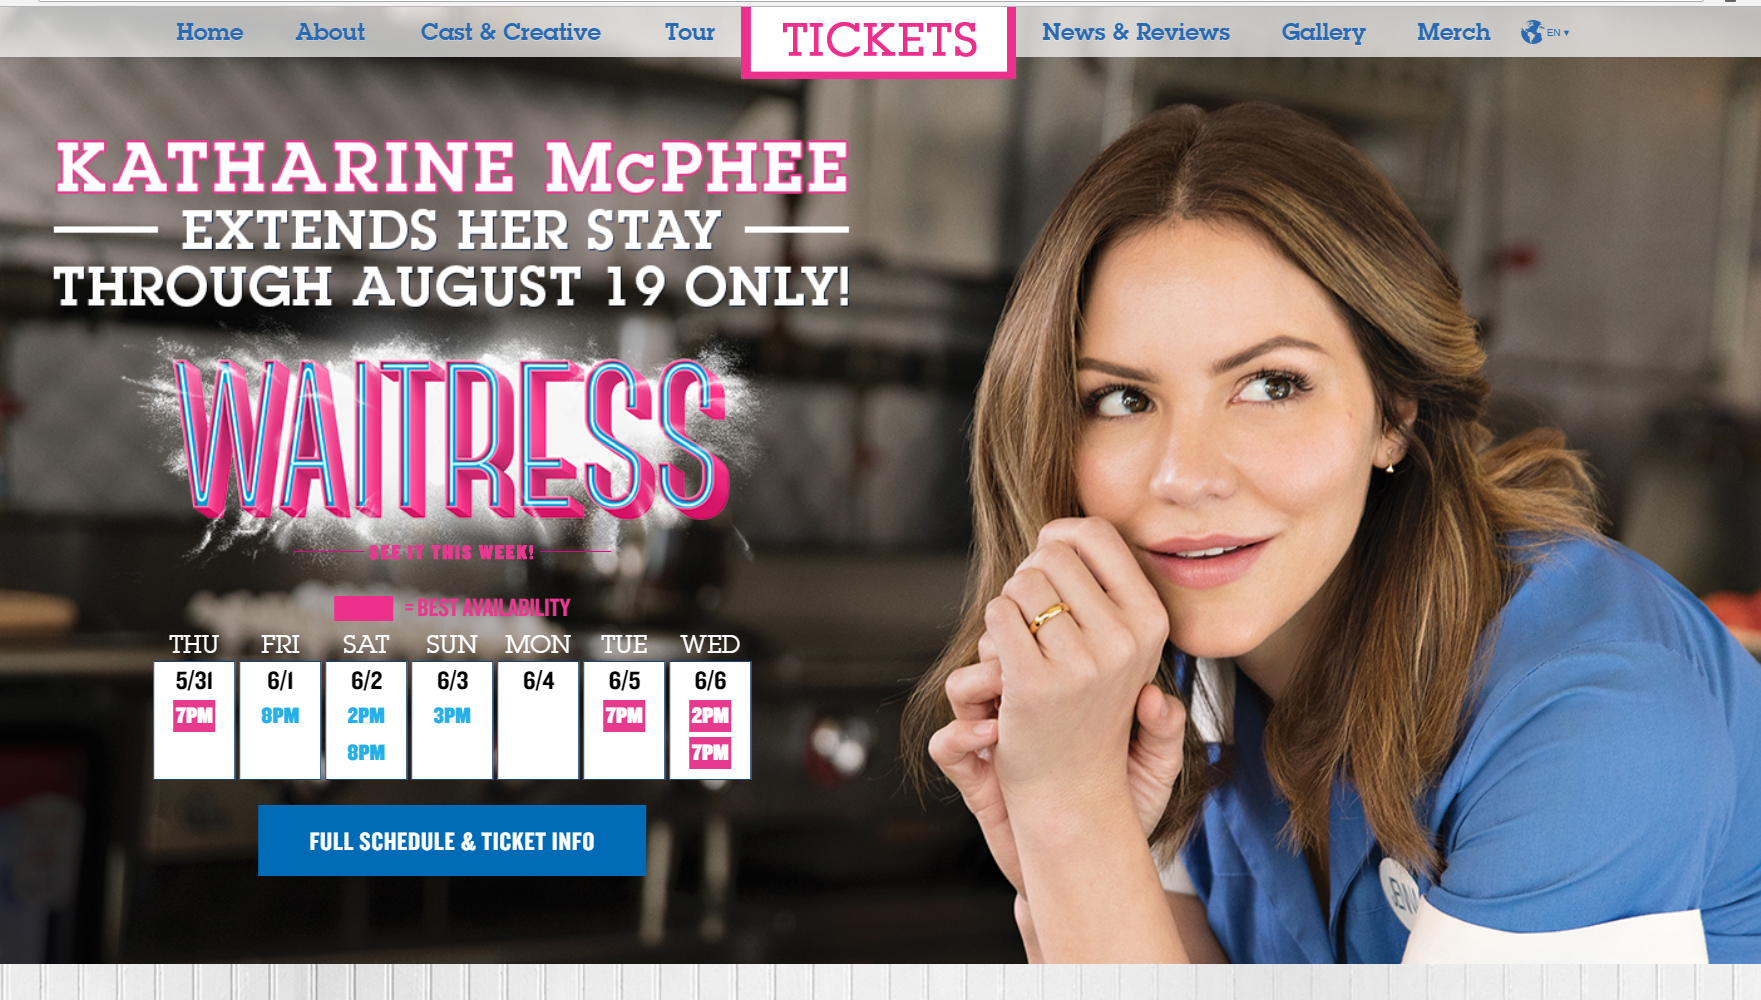 Home About Cast & Creative Tour TICKETS News & Reviews Gallery Merch EN
KATHARINE McPHEE
EXTENDS HER STAY
THROUGH AUGUST 19 ONLY!
WAITRESS
SEE IT THIS WEEK!
= BEST AVAILABILITY
THU FRI SAT SUN MON TUE WED
5/31 6/1 6/2 6/3 6/4 6/5 6/6
7PM 8PM 2PM 3PM 7PM 2PM
8PM 7PM
FULL SCHEDULE & TICKET INFO